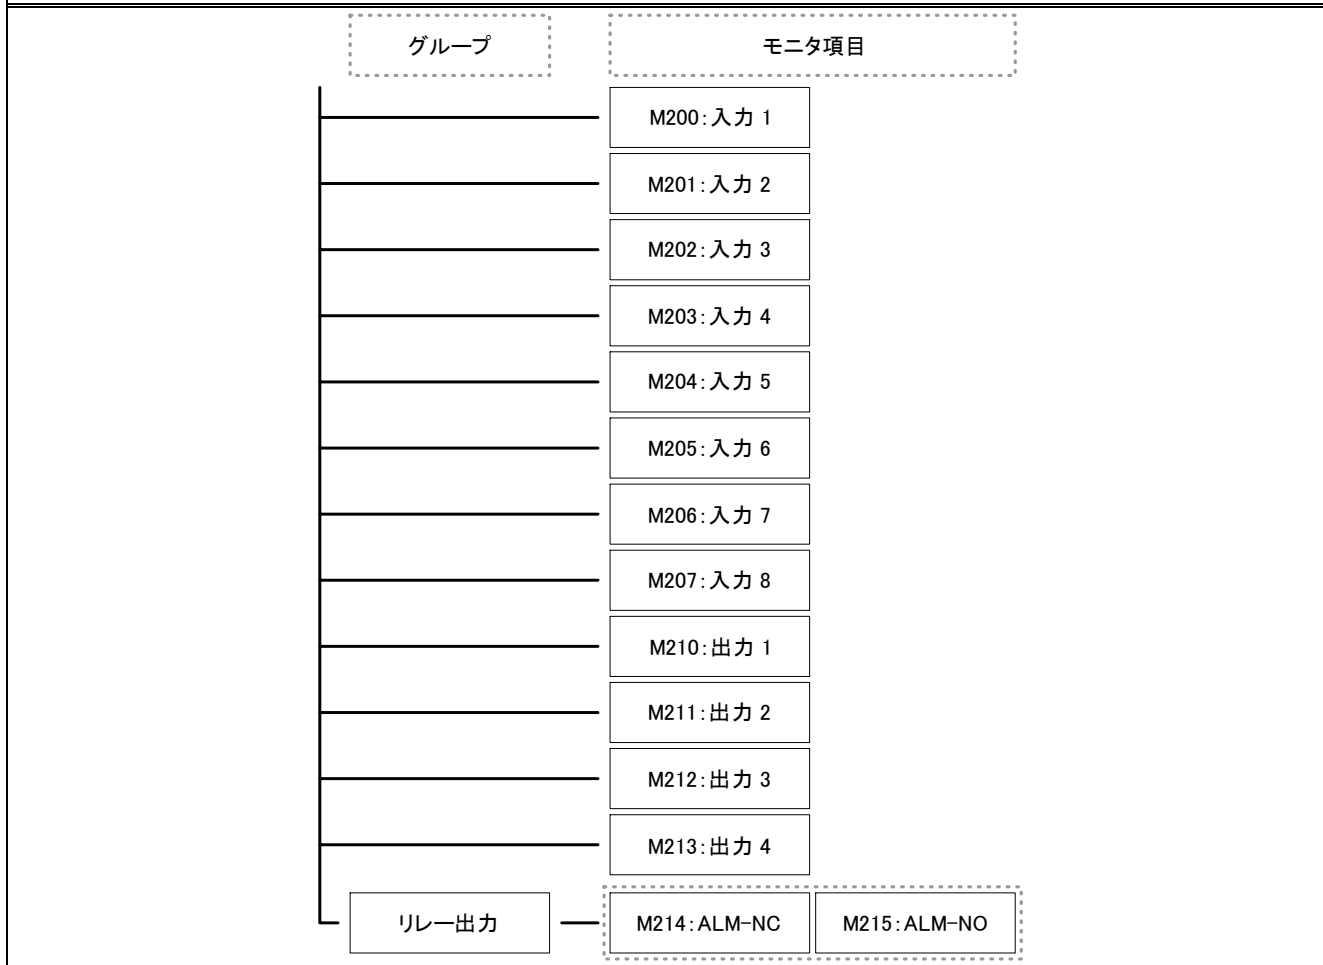 グループ モニタ項目
M200:入力 1
M201:入力 2
M202:入力 3
M203:入力 4
M204:入力 5
M205:入力 6
M206:入力 7
M207:入力 8
M210:出力 1
M211:出力 2
M212:出力 3
M213:出力 4
リレー出力 M214:ALM-NC M215:ALM-NO